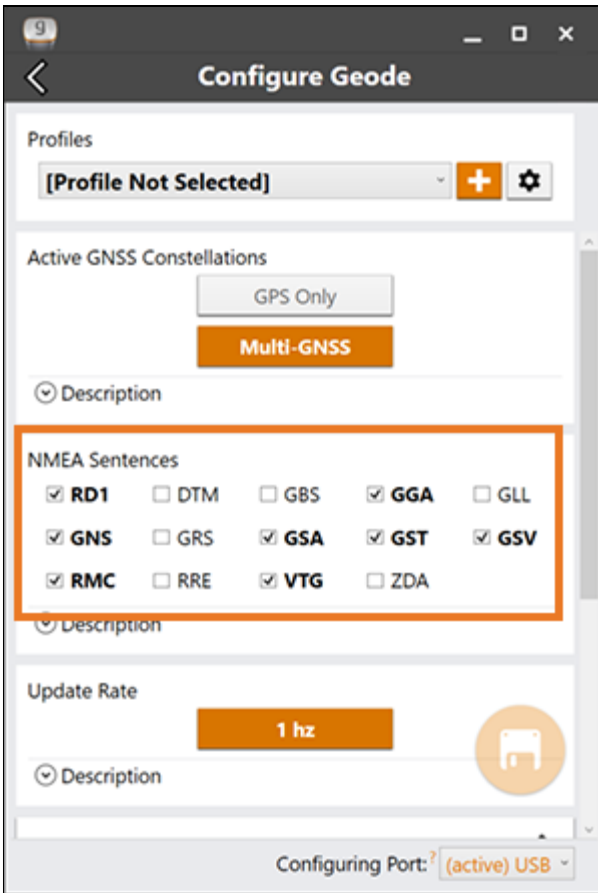 9
Configure Geode
Profiles
[Profile Not Selected]
Active GNSS Constellations
GPS Only
Multi-GNSS
Description
NMEA Sentences
RD1 DTM GBS GGA GLL
GNS GRS GSA GST GSV
RMC RRE VTG ZDA
Description
Update Rate
1 hz
Description
Configuring Port:? (active) USB